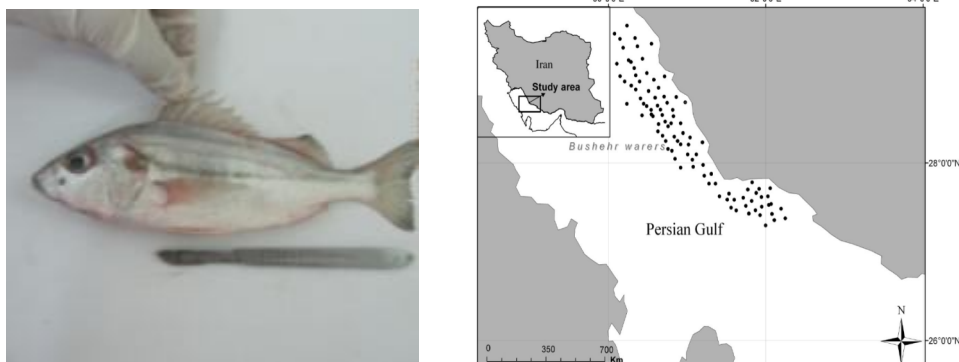 Iran
Study area
Bushehr warers
28°0'0"N
Persian Gulf
N
26°0'0"N
0 350 700
Km